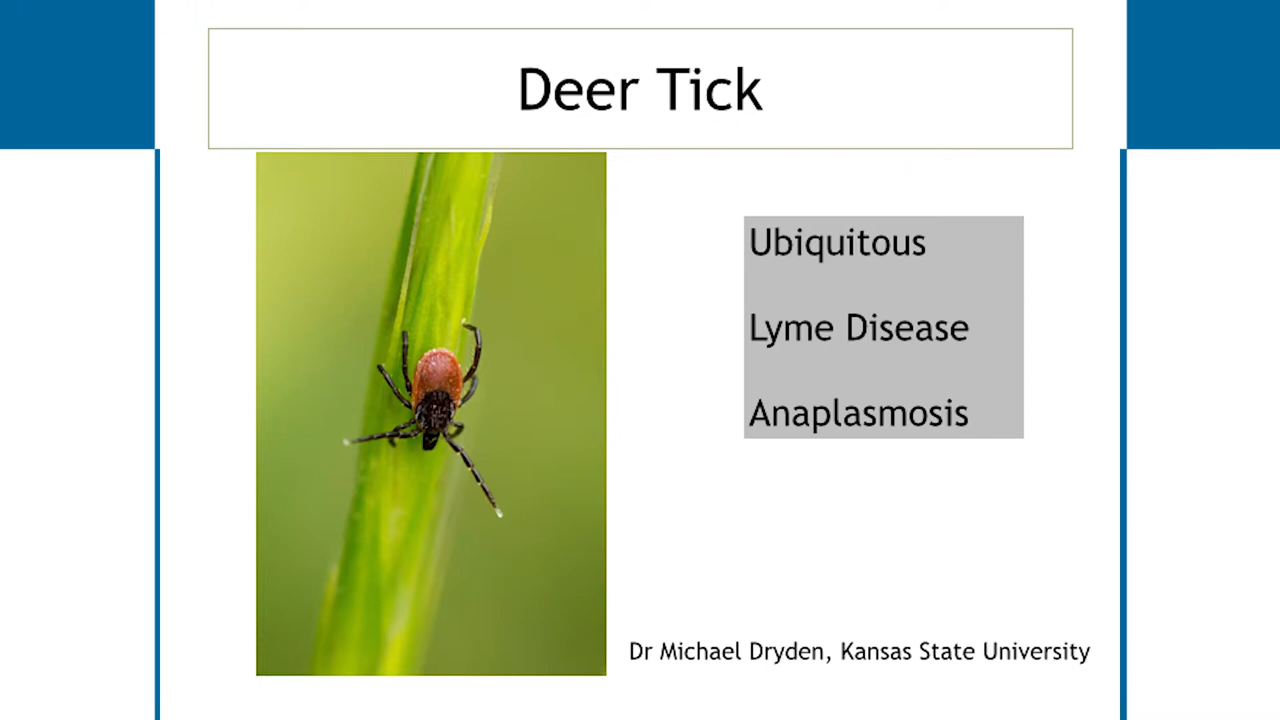 Deer Tick
Ubiquitous
Lyme Disease
Anaplasmosis
Dr Michael Dryden, Kansas State University